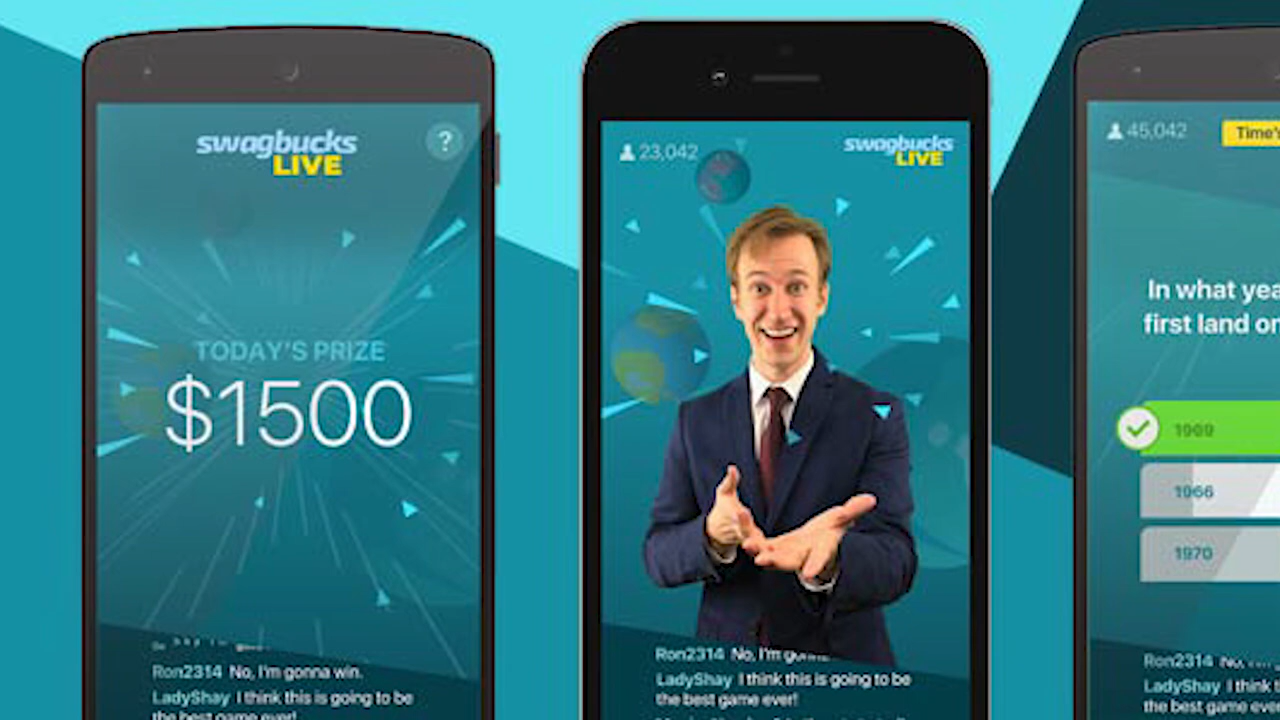 swagbucks
LIVE
?
TODAY'S PRIZE
$1500
Ron2314 No, I'm gonna win.
LadyShay I think this is going to be
the best game ever!
23,042
swagbucks
LIVE
Ron2314 No, I'm gonna
LadyShay I think this is going to be
the best game ever!
45,042
Time's
In what yea
first land on
1969
1966
1970
Ron2314 No, I'm
LadyShay I think t
the best game ever